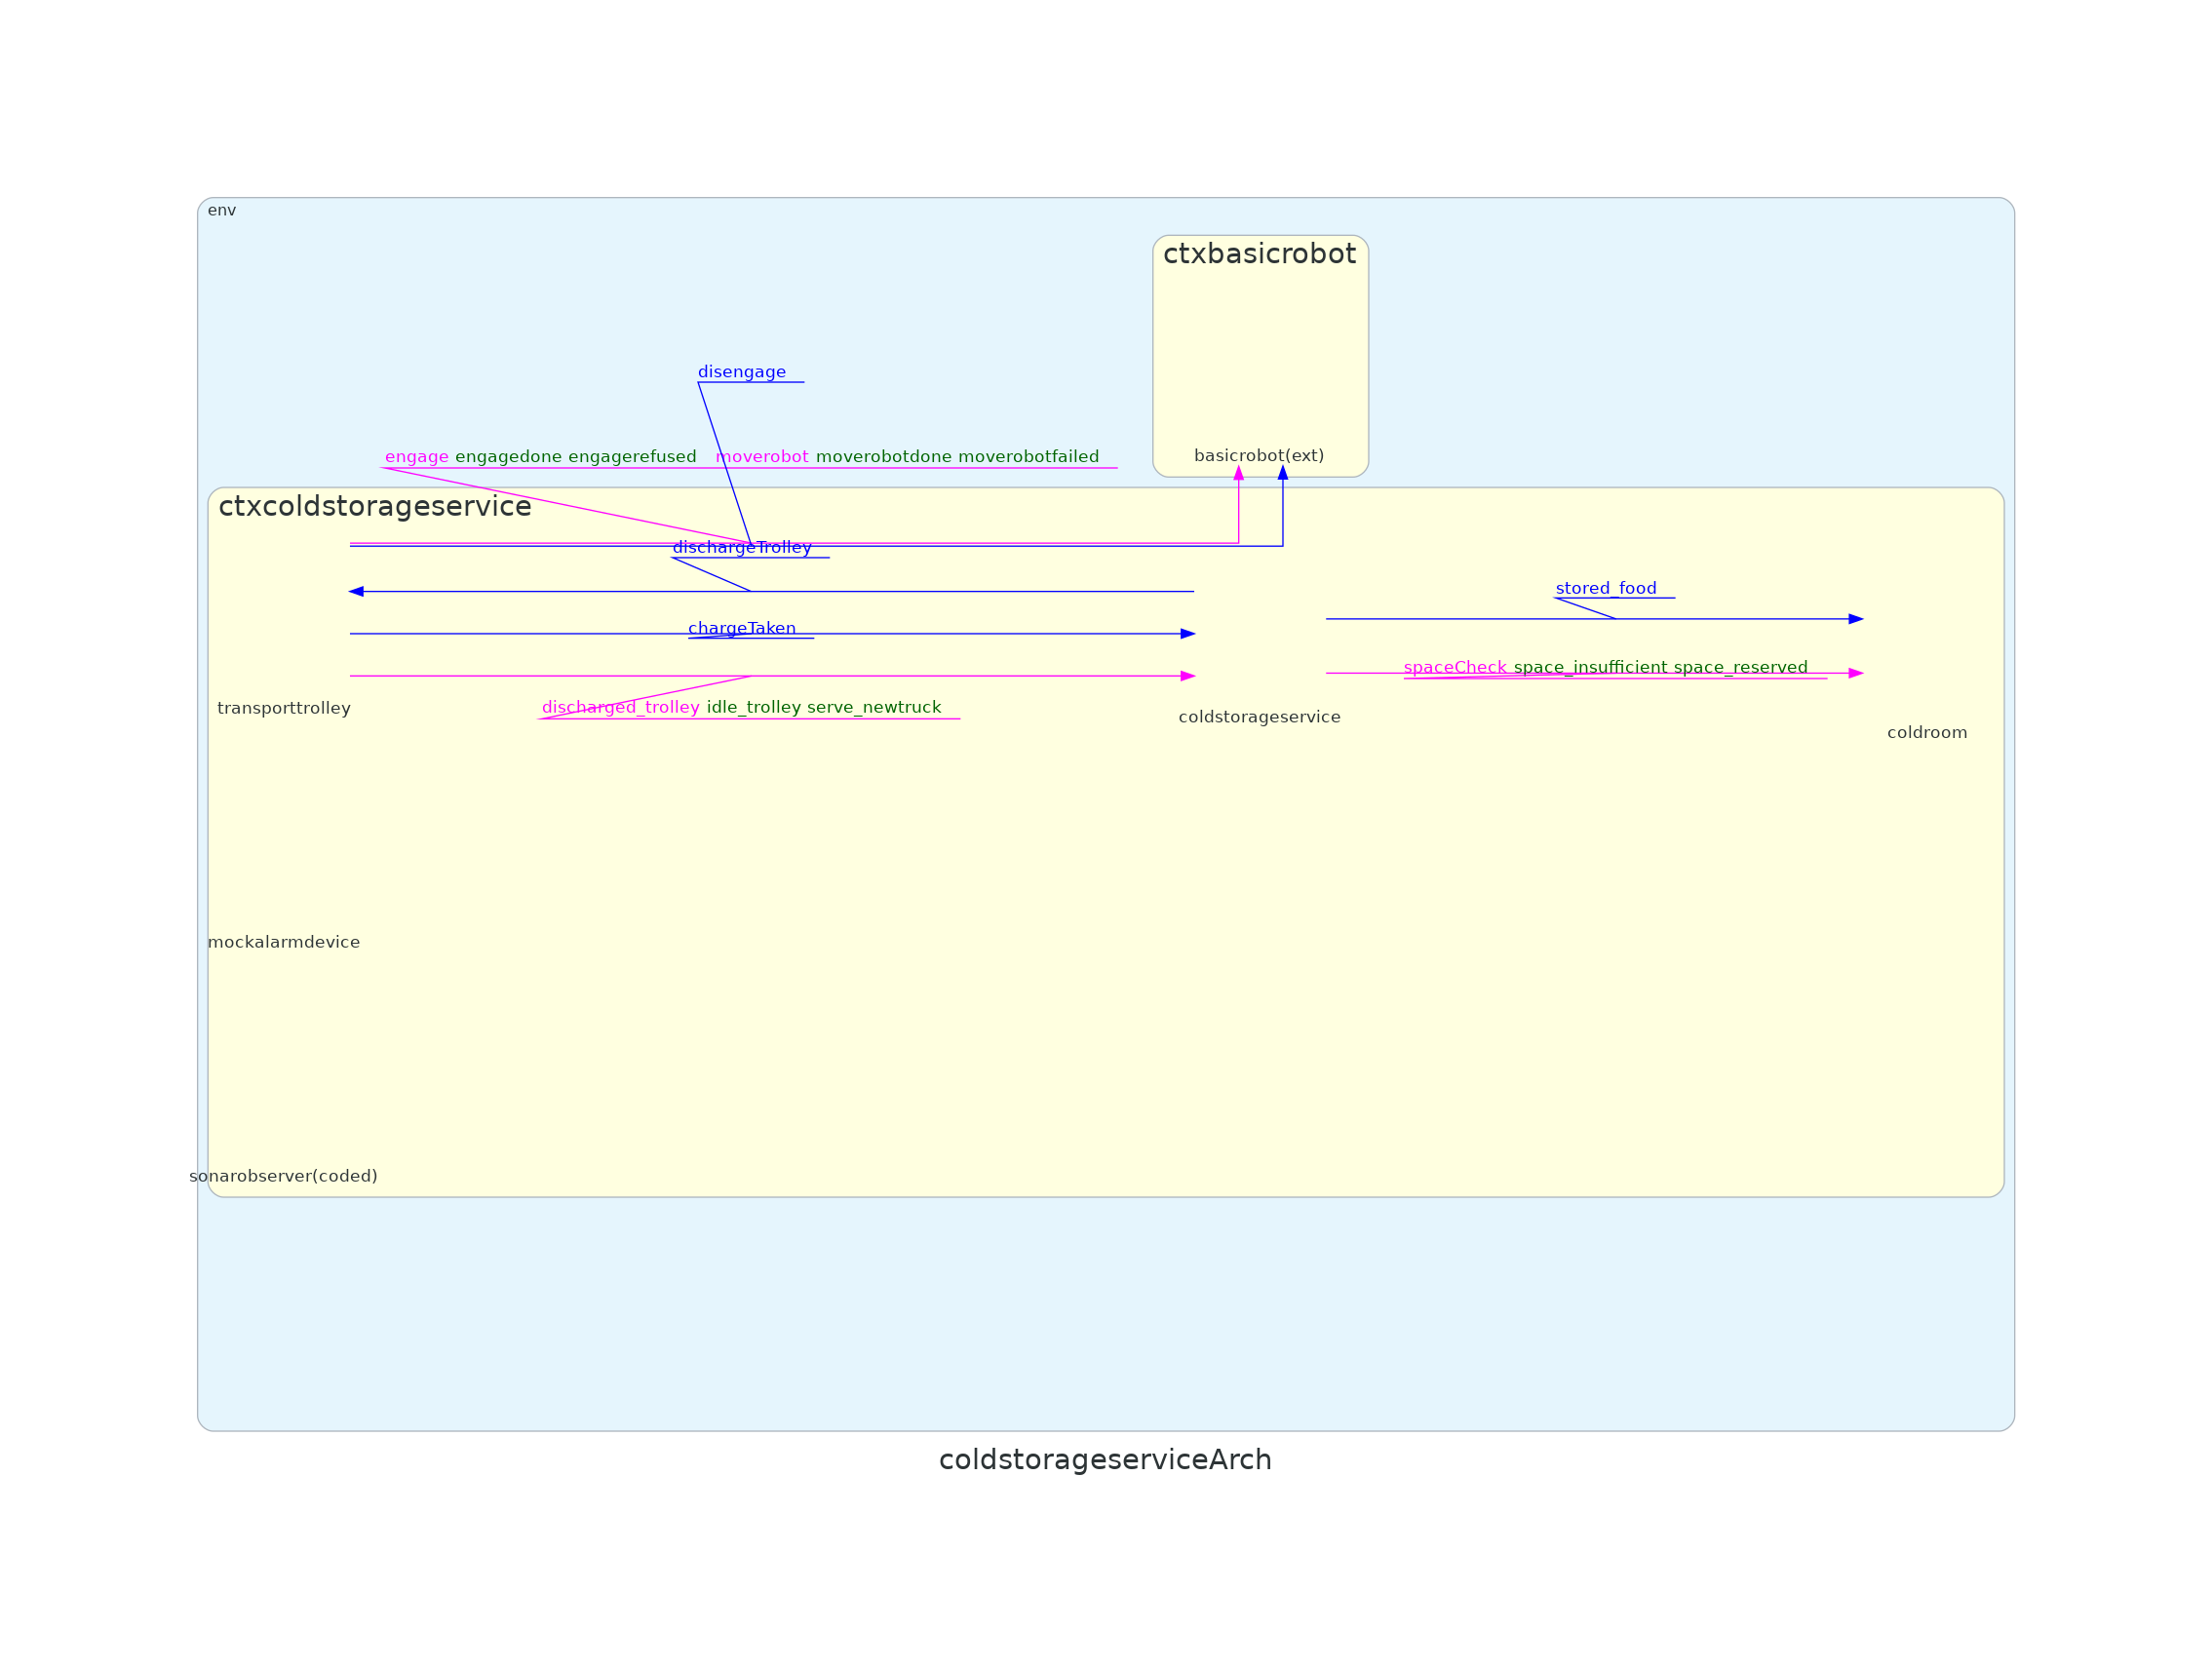 env
ctxbasicrobot
disengage
engage engagedone engagerefused moverobot moverobotdone moverobotfailed
basicrobot(ext)
ctxcoldstorageservice
dischargeTrolley
stored_food
chargeTaken
spaceCheck space_insufficient space_reserved
discharged_trolley idle_trolley serve_newtruck
transporttrolley
coldstorageservice
coldroom
mockalarmdevice
sonarobserver(coded)
coldstorageserviceArch